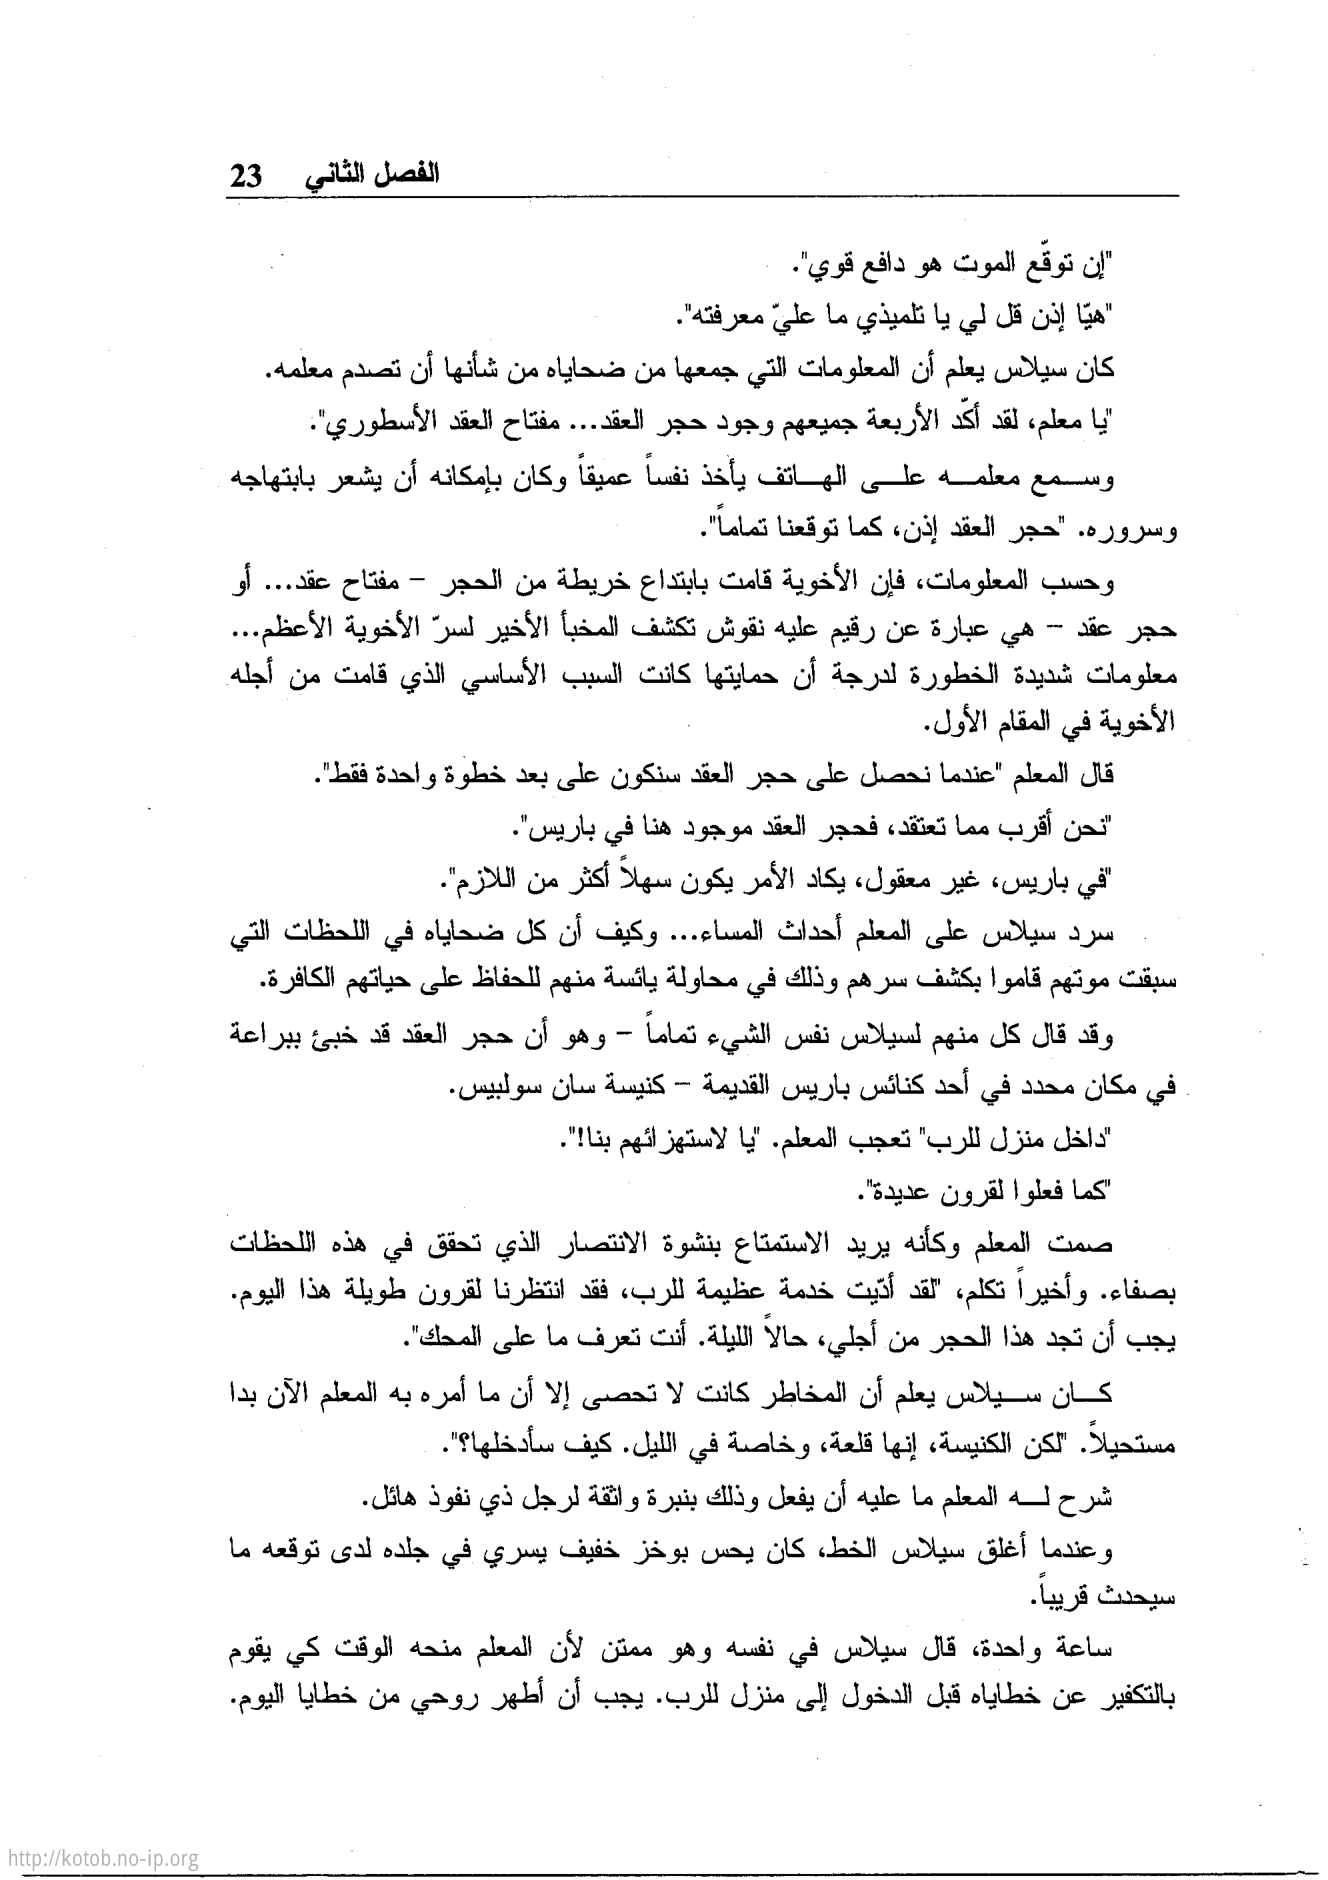 الفصل الثاني 23
"إن توقّع الموت هو دافع قوي".
"هيّا إذن قل لي يا تلميذي ما عليّ معرفته".
كان سيلاس يعلم أن المعلومات التي جمعها من ضحاياه من شأنها أن تصدم معلمه.
"يا معلم، لقد أكّد الأربعة جميعهم وجود حجر العقد... مفتاح العقد الأسطوري".
وسمع معلمه على الهاتف يأخذ نفساً عميقاً وكان بإمكانه أن يشعر بابتهاجه
وسروره. "حجر العقد إذن، كما توقعنا تماماً".
وحسب المعلومات، فإن الأخوية قامت بابتداع خريطة من الحجر – مفتاح عقد... أو
حجر عقد – هي عبارة عن رقيم عليه نقوش تكشف المخبأ الأخير لسرّ الأخوية الأعظم...
معلومات شديدة الخطورة لدرجة أن حمايتها كانت السبب الأساسي الذي قامت من أجله
الأخوية في المقام الأول.
قال المعلم "عندما نحصل على حجر العقد سنكون على بعد خطوة واحدة فقط".
"نحن أقرب مما تعتقد، فحجر العقد موجود هنا في باريس".
"في باريس، غير معقول، يكاد الأمر يكون سهلاً أكثر من اللازم".
سرد سيلاس على المعلم أحداث المساء... وكيف أن كل ضحاياه في اللحظات التي
سبقت موتهم قاموا بكشف سرهم وذلك في محاولة يائسة منهم للحفاظ على حياتهم الكافرة.
وقد قال كل منهم لسيلاس نفس الشيء تماماً – وهو أن حجر العقد قد خبئ ببراعة
في مكان محدد في أحد كنائس باريس القديمة – كنيسة سان سولبيس.
"داخل منزل للرب" تعجب المعلم. "يا لاستهزائهم بنا!".
"كما فعلوا لقرون عديدة".
صمت المعلم وكأنه يريد الاستمتاع بنشوة الانتصار الذي تحقق في هذه اللحظات
بصفاء. وأخيراً تكلم، "لقد أدّيت خدمة عظيمة للرب، فقد انتظرنا لقرون طويلة هذا اليوم.
يجب أن تجد هذا الحجر من أجلي، حالاً الليلة. أنت تعرف ما على المحك".
كان سيلاس يعلم أن المخاطر كانت لا تحصى إلا أن ما أمره به المعلم الآن بدا
مستحيلاً. "لكن الكنيسة، إنها قلعة، وخاصة في الليل. كيف سأدخلها؟".
شرح له المعلم ما عليه أن يفعل وذلك بنبرة واثقة لرجل ذي نفوذ هائل.
وعندما أغلق سيلاس الخط، كان يحس بوخز خفيف يسري في جلده لدى توقعه ما
سيحدث قريباً.
ساعة واحدة، قال سيلاس في نفسه وهو ممتن لأن المعلم منحه الوقت كي يقوم
بالتكفير عن خطاياه قبل الدخول إلى منزل للرب. يجب أن أطهر روحي من خطايا اليوم.
http://kotob.no-ip.org